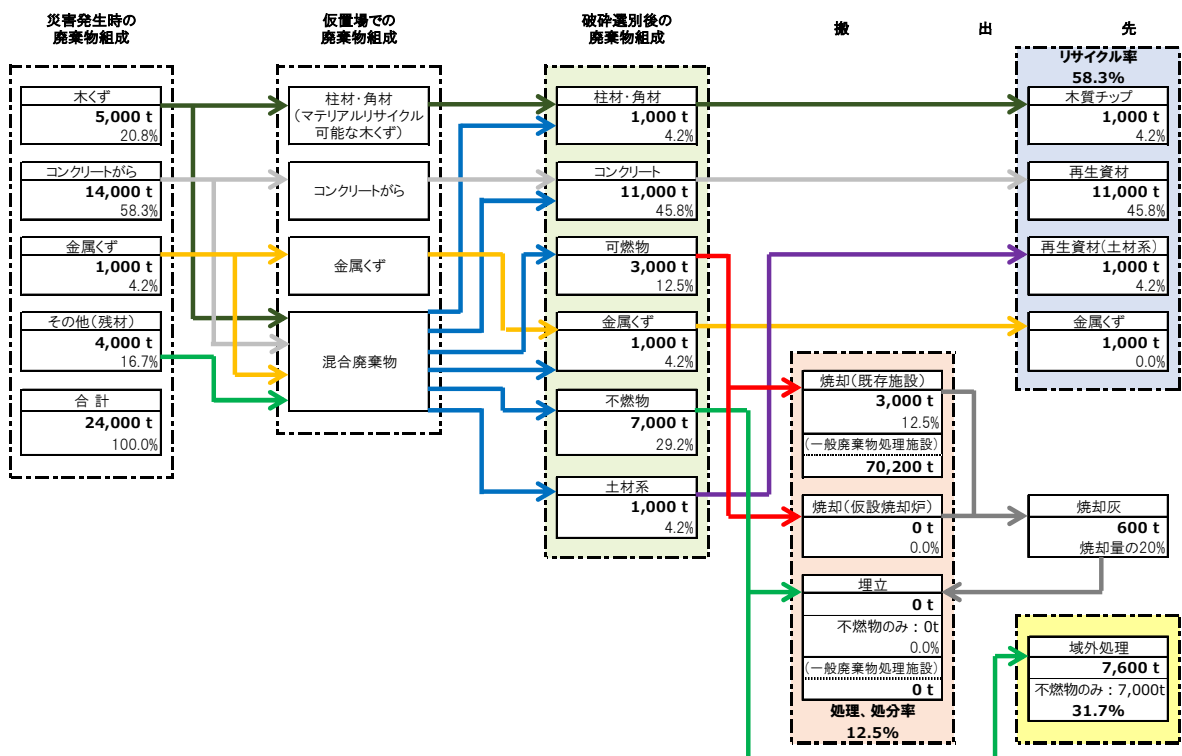 災害発生時の
廃棄物組成
木くず
5,000 t
20.8%
コンクリートがら
14,000 t
58.3%
金属くず
1,000 t
4.2%
その他(残材)
4,000 t
16.7%
合 計
24,000 t
100.0%
仮置場での
廃棄物組成
柱材・角材
(マテリアルリサイクル
可能な木くず)
コンクリートがら
金属くず
混合廃棄物
破砕選別後の
廃棄物組成
柱材・角材
1,000 t
4.2%
コンクリート
11,000 t
45.8%
可燃物
3,000 t
12.5%
金属くず
1,000 t
4.2%
不燃物
7,000 t
29.2%
土材系
1,000 t
4.2%
搬 出 先
リサイクル率
58.3%
木質チップ
1,000 t
4.2%
再生資材
11,000 t
45.8%
再生資材(土材系)
1,000 t
4.2%
金属くず
1,000 t
0.0%
焼却(既存施設)
3,000 t
12.5%
(一般廃棄物処理施設)
70,200 t
焼却(仮設焼却炉)
0 t
0.0%
埋立
0 t
不燃物のみ:0t
0.0%
(一般廃棄物処理施設)
0 t
処理、処分率
12.5%
焼却灰
600 t
焼却量の20%
域外処理
7,600 t
不燃物のみ:7,000t
31.7%